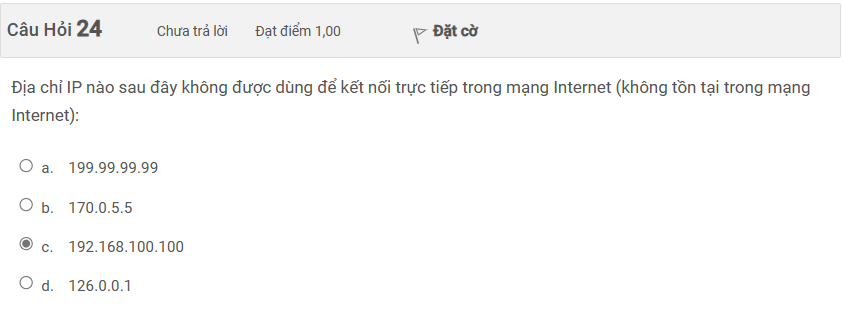 Câu Hỏi 24 Chưa trả lời Đạt điểm 1,00 Đặt cờ
Địa chỉ IP nào sau đây không được dùng để kết nối trực tiếp trong mạng Internet (không tồn tại trong mạng
Internet):
a. 199.99.99.99
b. 170.0.5.5
c. 192.168.100.100
d. 126.0.0.1